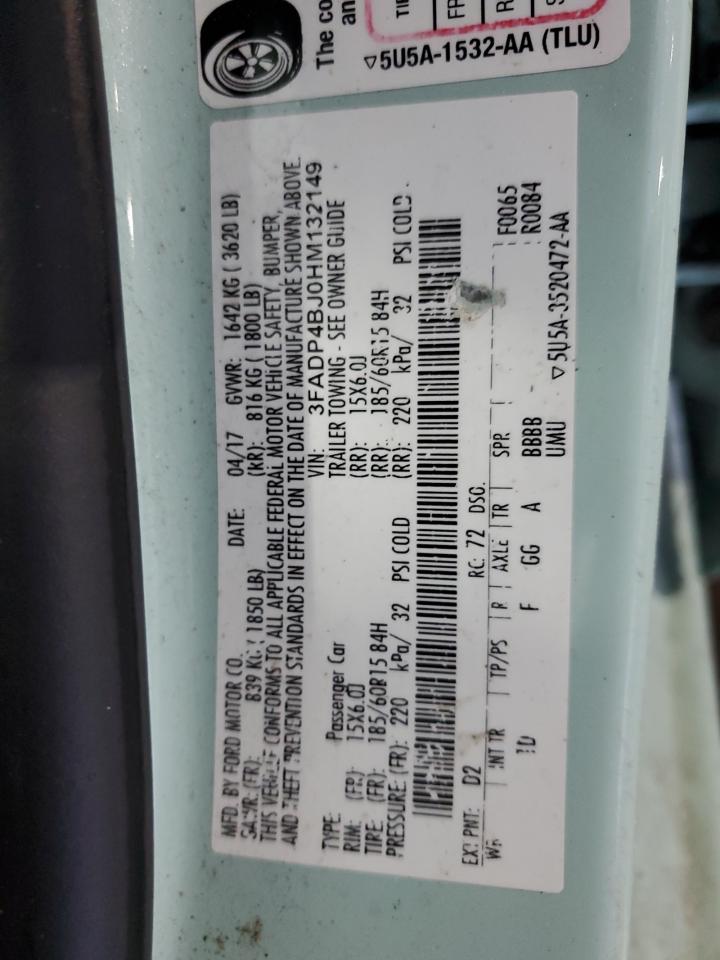 The co
an
TI
FR
R
S
▽5U5A-1532-AA (TLU)
MFD. BY FORD MOTOR CO. DATE: 04/17 GVWR: 1642 KG ( 3620 LB)
GAWR: (FR): 839 KG ( 1850 LB) (RR): 816 KG ( 1800 LB)
THIS VEHICLE CONFORMS TO ALL APPLICABLE FEDERAL MOTOR VEHICLE SAFETY, BUMPER,
AND THEFT PREVENTION STANDARDS IN EFFECT ON THE DATE OF MANUFACTURE SHOWN ABOVE.
VIN: 3FADP4BJ0HM132149
TYPE: Passenger Car TRAILER TOWING - SEE OWNER GUIDE
RIM: (FR): 15X6.0J (RR): 15X6.0J
TIRE: (FR): 185/60R15 84H (RR): 185/60R15 84H
PRESSURE: (FR): 220 kPa/ 32 PSI COLD (RR): 220 kPa/ 32 PSI COLD
EXT PNT: D2 RC: 72 DSO: F0065
WB INT TR TP/PS R AXLE TR SPR R0084
F GG A BBBB
UMU
▽5U5A-3520472-AA